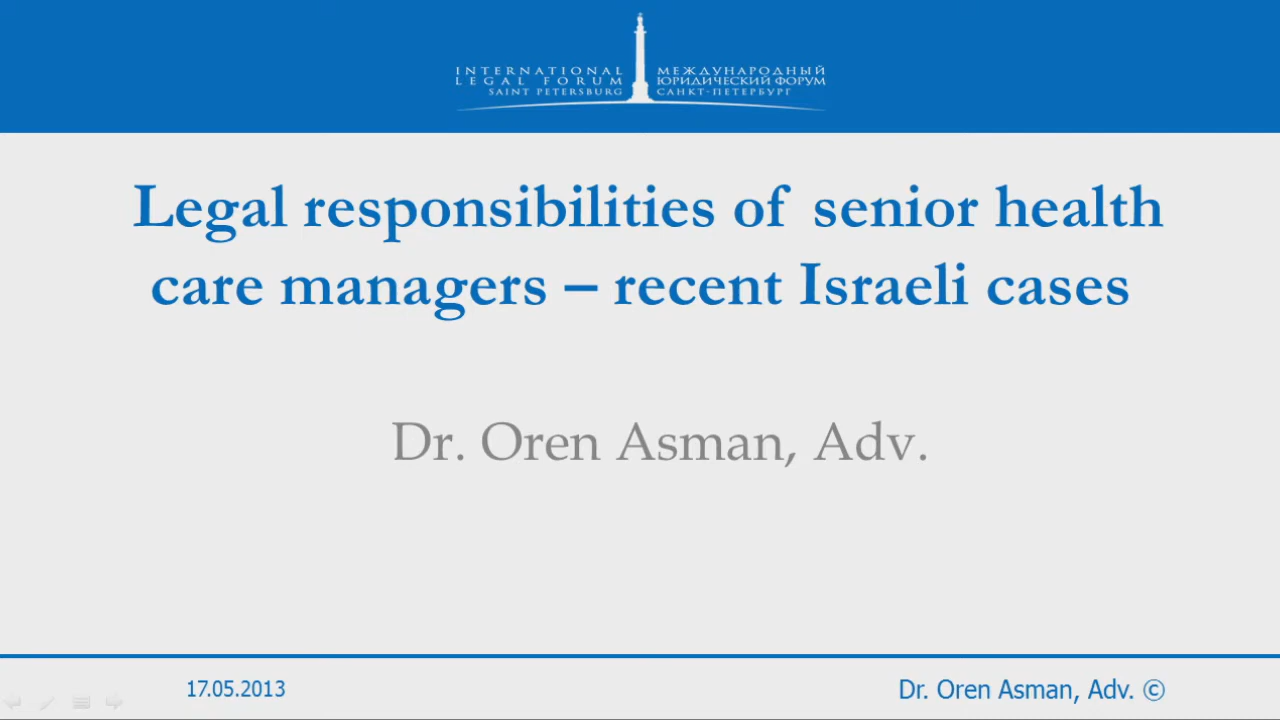 INTERNATIONAL
LEGAL FORUM
SAINT PETERSBURG
МЕЖДУНАРОДНЫЙ
ЮРИДИЧЕСКИЙ ФОРУМ
САНКТ-ПЕТЕРБУРГ
Legal responsibilities of senior health
care managers – recent Israeli cases
Dr. Oren Asman, Adv.
17.05.2013
Dr. Oren Asman, Adv. ©